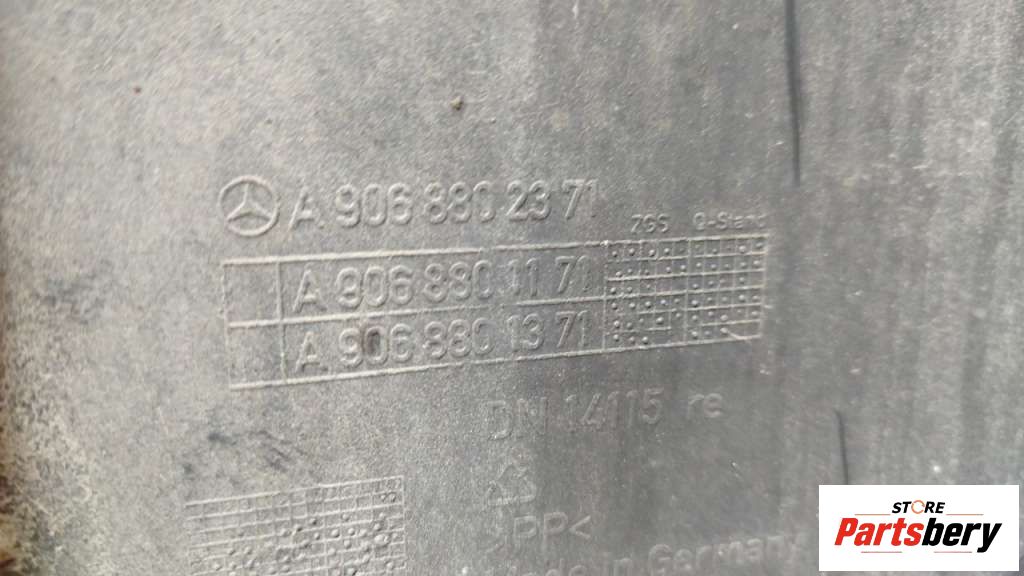 A 906 880 23 71
ZGS Q-Stand
A 906 880 11 71
A 906 880 13 71
DN 14115 re
>PP<
Made in Germany
STORE
Partsbery